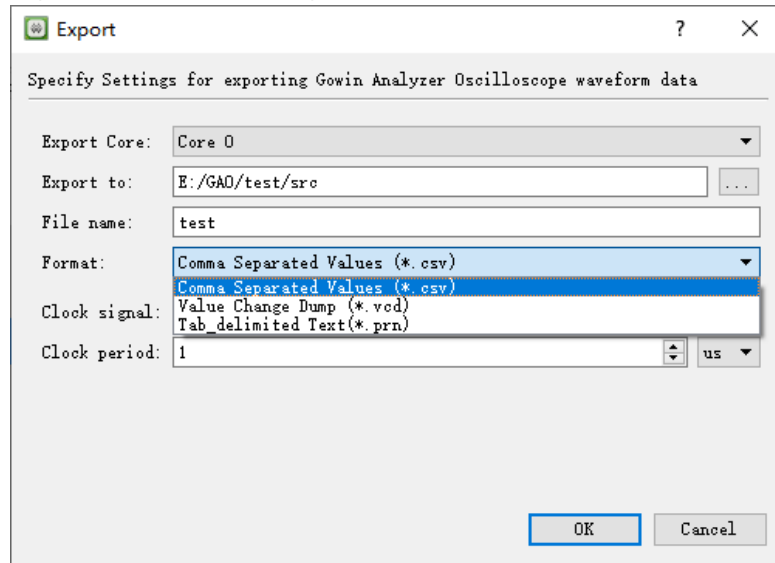 Export
?
Specify Settings for exporting Gowin Analyzer Oscilloscope waveform data
Export Core: Core 0
Export to: E:/GAO/test/src ...
File name: test
Format: Comma Separated Values (*.csv)
Comma Separated Values (*.csv)
Clock signal: Value Change Dump (*.vcd)
Tab_delimited Text(*.prn)
Clock period: 1 us
OK Cancel